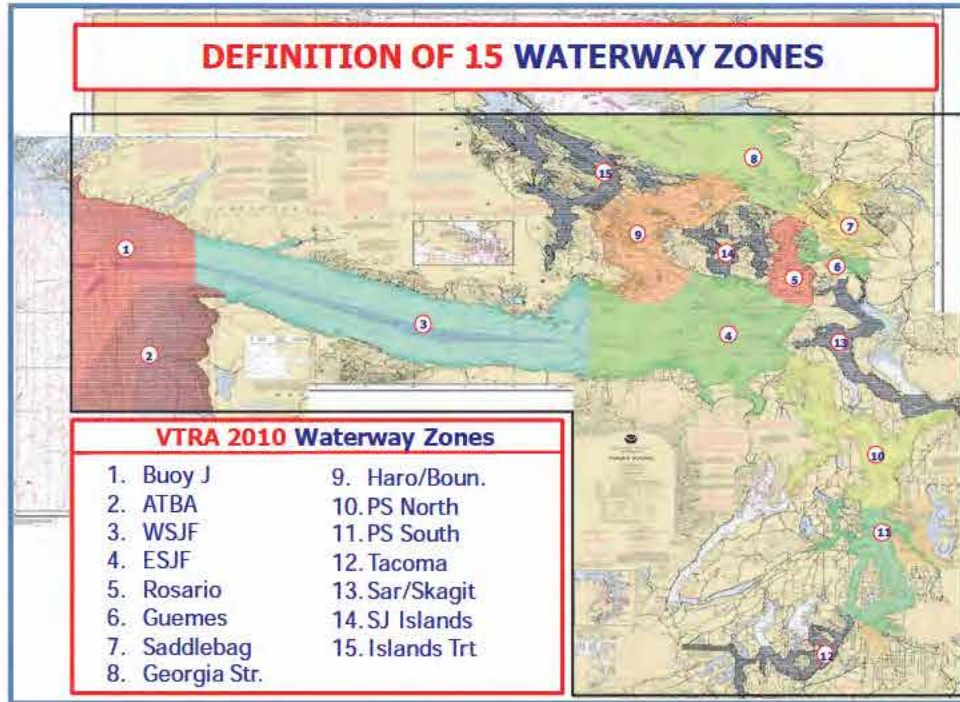 DEFINITION OF 15 WATERWAY ZONES
8
15
7
9
1
14
6
5
3
4
13
2
VTRA 2010 Waterway Zones
1. Buoy J
2. ATBA
3. WSJF
4. ESJF
5. Rosario
6. Guemes
7. Saddlebag
8. Georgia Str.
9. Haro/Boun.
10. PS North
11. PS South
12. Tacoma
13. Sar/Skagit
14. SJ Islands
15. Islands Trt
10
11
12